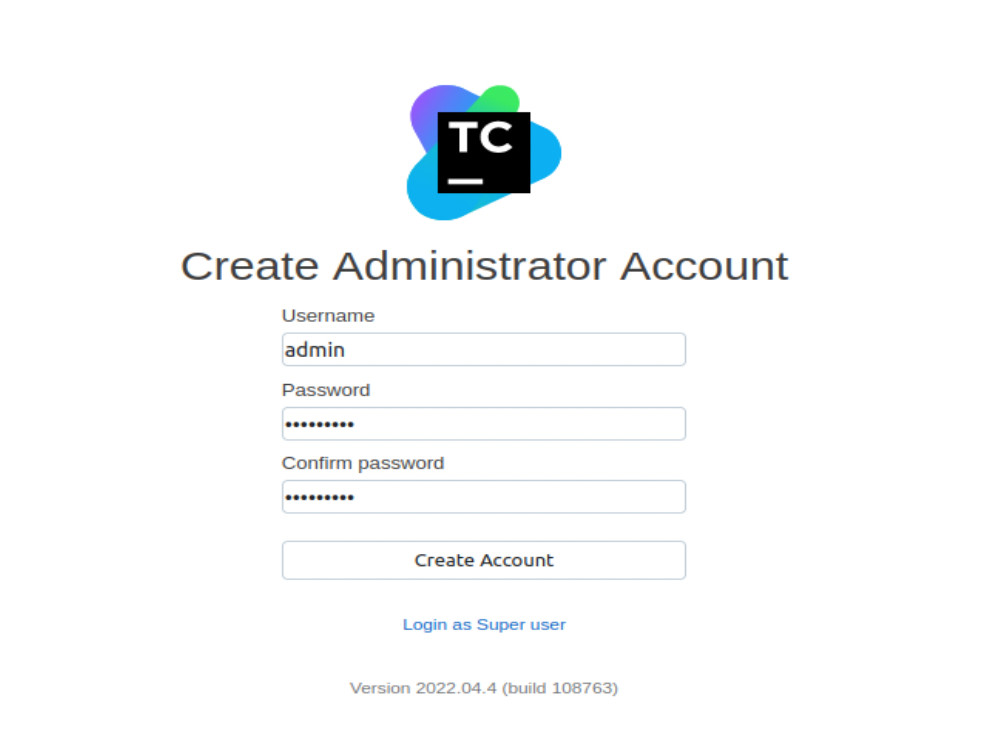 TC
Create Administrator Account
Username
admin
Password
•••••••••
Confirm password
•••••••••
Create Account
Login as Super user
Version 2022.04.4 (build 108763)